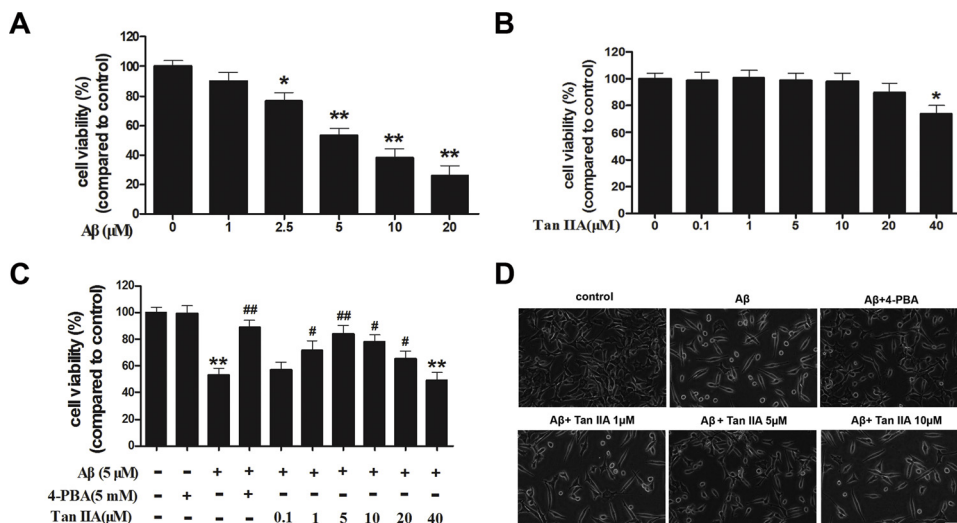 A
cell viability (%)
(compared to control)
120
100
80
60
40
20
0
*
**
**
**
Aβ (μM)
0 1 2.5 5 10 20
B
cell viability (%)
(compared to control)
120
100
80
100
80
20
0
*
Tan IIA(μM)
0 0.1 1 5 10 20 40
C
cell viability (%)
(compared to control)
120
100
80
60
40
20
0
** ## # ## # # **
Aβ (5 μM) - - + + + + + + + +
4-PBA(5 mM) - + - + - - - - - -
Tan IIA(μM) - - - - 0.1 1 5 10 20 40
D
control Aβ Aβ+4-PBA
Aβ+ Tan IIA 1μM Aβ+ Tan IIA 5μM Aβ+ Tan IIA 10μM